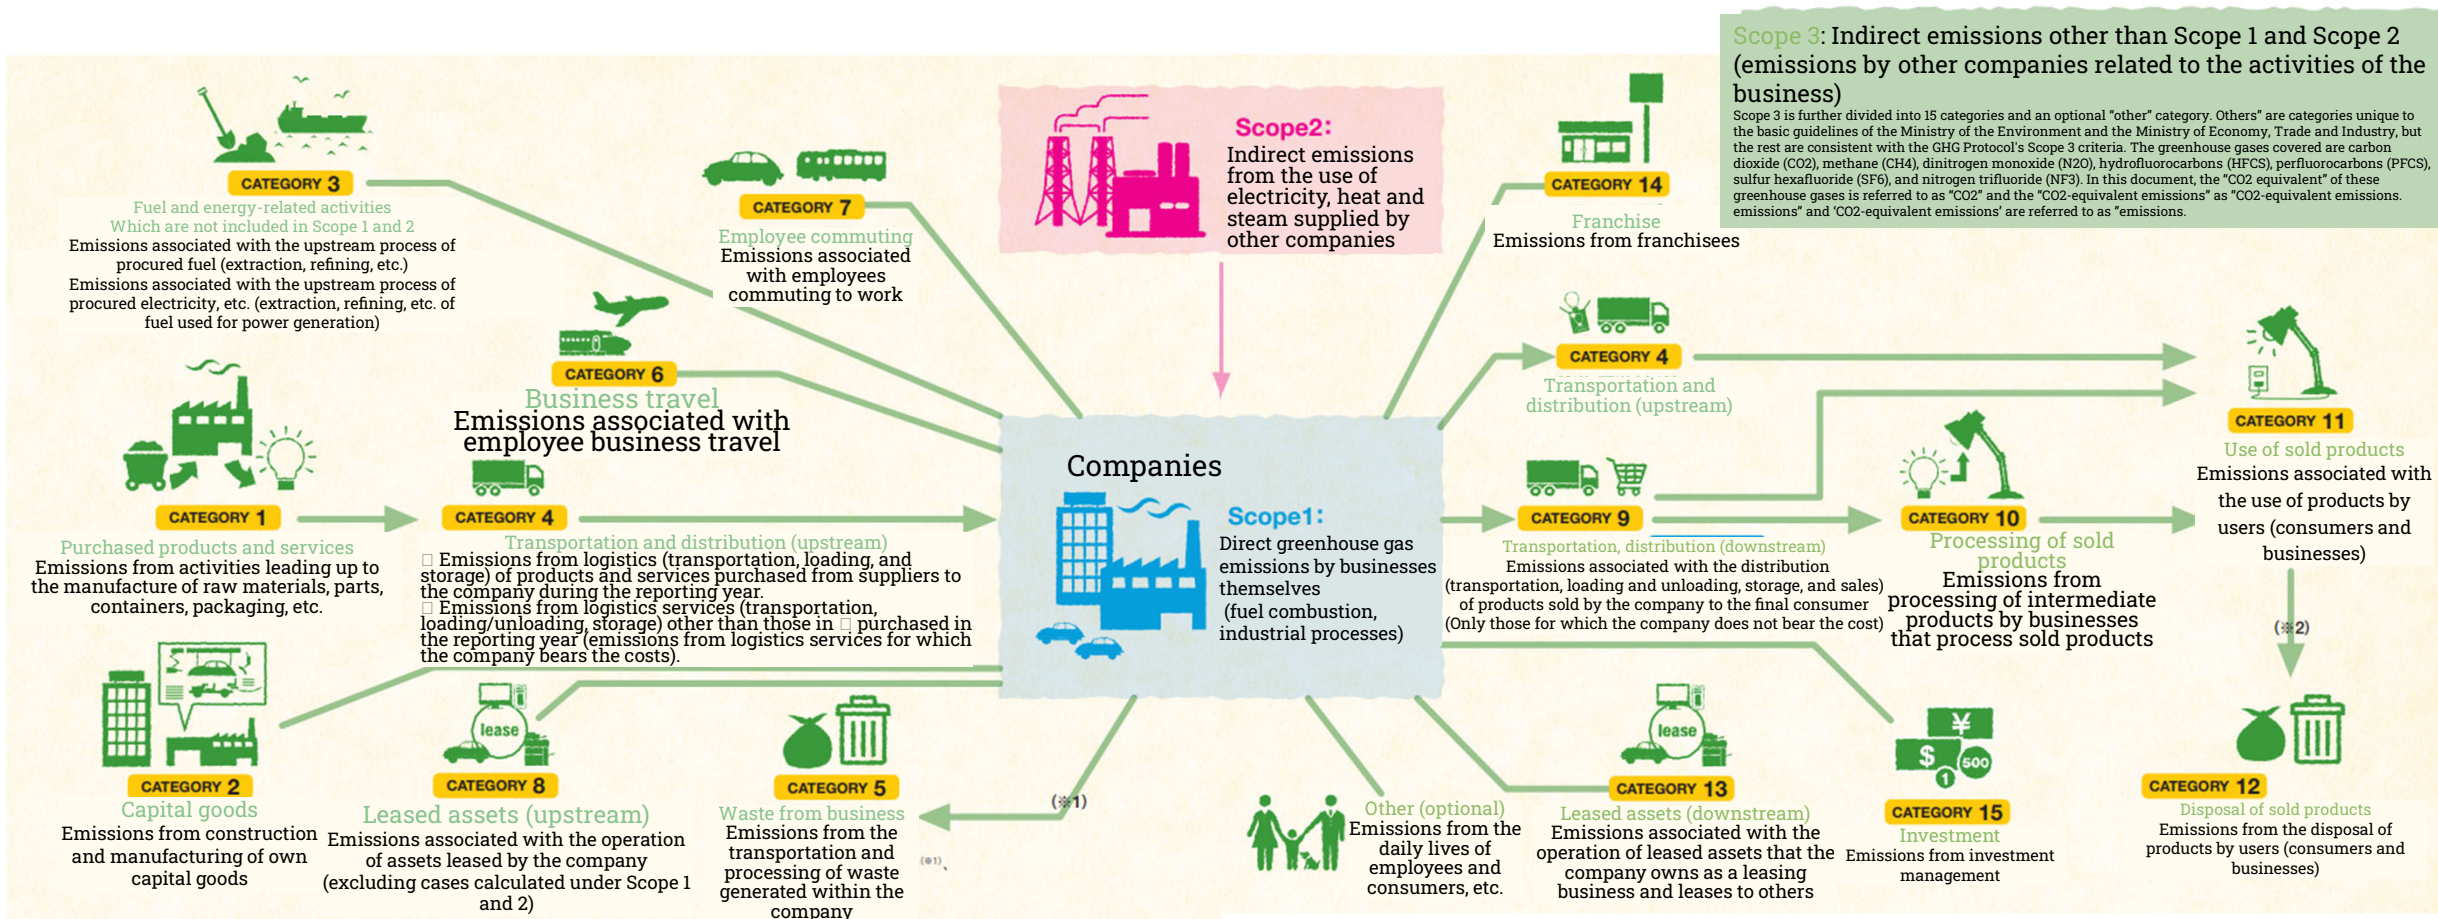 Scope 3: Indirect emissions other than Scope 1 and Scope 2
(emissions by other companies related to the activities of the
business)
Scope 3 is further divided into 15 categories and an optional "other" category. Others" are categories unique to
the basic guidelines of the Ministry of the Environment and the Ministry of Economy, Trade and Industry, but
the rest are consistent with the GHG Protocol's Scope 3 criteria. The greenhouse gases covered are carbon
dioxide (CO2), methane (CH4), dinitrogen monoxide (N2O), hydrofluorocarbons (HFCS), perfluorocarbons (PFCS),
sulfur hexafluoride (SF6), and nitrogen trifluoride (NF3). In this document, the "CO2 equivalent" of these
greenhouse gases is referred to as "CO2" and the "CO2-equivalent emissions" as "CO2-equivalent emissions.
emissions" and 'CO2-equivalent emissions' are referred to as "emissions.
CATEGORY 3
Fuel and energy-related activities
Which are not included in Scope 1 and 2
Emissions associated with the upstream process of
procured fuel (extraction, refining, etc.)
Emissions associated with the upstream process of
procured electricity, etc. (extraction, refining, etc. of
fuel used for power generation)
CATEGORY 7
Employee commuting
Emissions associated
with employees
commuting to work
Scope2:
Indirect emissions
from the use of
electricity, heat and
steam supplied by
other companies
CATEGORY 14
Franchise
Emissions from franchisees
CATEGORY 6
Business travel
Emissions associated with
employee business travel
CATEGORY 4
Transportation and
distribution (upstream)
CATEGORY 11
Use of sold products
Emissions associated with
the use of products by
users (consumers and
businesses)
CATEGORY 1
Purchased products and services
Emissions from activities leading up to
the manufacture of raw materials, parts,
containers, packaging, etc.
CATEGORY 4
Transportation and distribution (upstream)
□ Emissions from logistics (transportation, loading, and
storage) of products and services purchased from suppliers to
the company during the reporting year.
□ Emissions from logistics services (transportation,
loading/unloading, storage) other than those in □ purchased in
the reporting year (emissions from logistics services for which
the company bears the costs).
Companies
Scope1:
Direct greenhouse gas
emissions by businesses
themselves
(fuel combustion,
industrial processes)
CATEGORY 9
Transportation, distribution (downstream)
Emissions associated with the distribution
(transportation, loading and unloading, storage, and sales)
of products sold by the company to the final consumer
(Only those for which the company does not bear the cost)
CATEGORY 10
Processing of sold
products
Emissions from
processing of intermediate
products by businesses
that process sold products
(※2)
CATEGORY 2
Capital goods
Emissions from construction
and manufacturing of own
capital goods
lease
CATEGORY 8
Leased assets (upstream)
Emissions associated with the operation
of assets leased by the company
(excluding cases calculated under Scope 1
and 2)
CATEGORY 5
Waste from business
Emissions from the
transportation and
processing of waste
generated within the
company
(※1)
(※1)、
Other (optional)
Emissions from the
daily lives of
employees and
consumers, etc.
lease
CATEGORY 13
Leased assets (downstream)
Emissions associated with the
operation of leased assets that the
company owns as a leasing
business and leases to others
¥
$
1
500
CATEGORY 15
Investment
Emissions from investment
management
CATEGORY 12
Disposal of sold products
Emissions from the disposal of
products by users (consumers and
businesses)